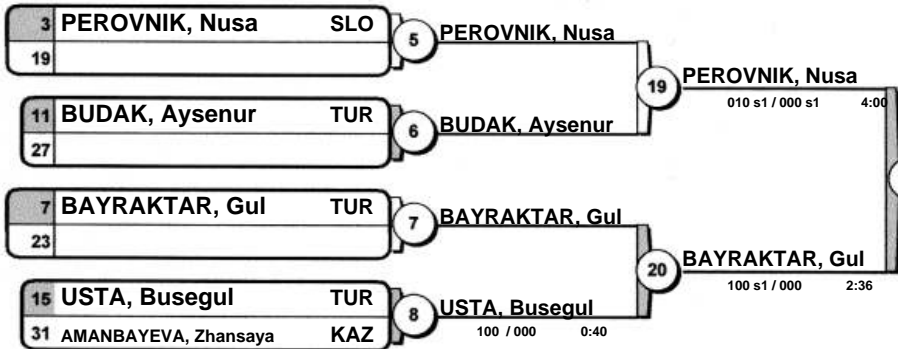 3 PEROVNIK, Nusa SLO
19
5
PEROVNIK, Nusa
11 BUDAK, Aysenur TUR
27
6
BUDAK, Aysenur
19
PEROVNIK, Nusa
010 s1 / 000 s1 4:00
7 BAYRAKTAR, Gul TUR
23
7
BAYRAKTAR, Gul
15 USTA, Busegul TUR
31 AMANBAYEVA, Zhansaya KAZ
8
USTA, Busegul
100 / 000 0:40
20
BAYRAKTAR, Gul
100 s1 / 000 2:36